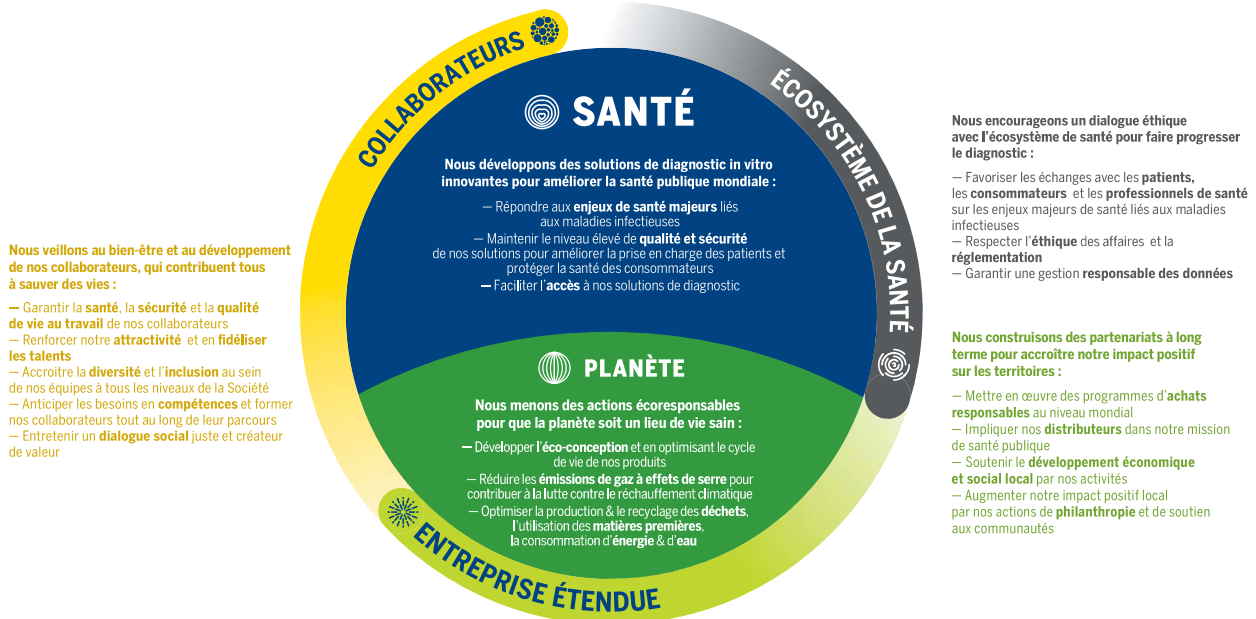 COLLABORATEURS
ÉCOSYSTÈME DE LA SANTÉ
SANTÉ
Nous développons des solutions de diagnostic in vitro
innovantes pour améliorer la santé publique mondiale :
— Répondre aux enjeux de santé majeurs liés
aux maladies infectieuses
— Maintenir le niveau élevé de qualité et sécurité
de nos solutions pour améliorer la prise en charge des patients et
protéger la santé des consommateurs
— Faciliter l'accès à nos solutions de diagnostic
PLANÈTE
Nous menons des actions écoresponsables
pour que la planète soit un lieu de vie sain :
— Développer l'éco-conception et en optimisant le cycle
de vie de nos produits
— Réduire les émissions de gaz à effets de serre pour
contribuer à la lutte contre le réchauffement climatique
— Optimiser la production & le recyclage des déchets,
l'utilisation des matières premières,
la consommation d'énergie & d'eau
ENTREPRISE ÉTENDUE
Nous veillons au bien-être et au développement
de nos collaborateurs, qui contribuent tous
à sauver des vies :
— Garantir la santé, la sécurité et la qualité
de vie au travail de nos collaborateurs
— Renforcer notre attractivité et en fidéliser
les talents
— Accroitre la diversité et l'inclusion au sein
de nos équipes à tous les niveaux de la Société
— Anticiper les besoins en compétences et former
nos collaborateurs tout au long de leur parcours
— Entretenir un dialogue social juste et créateur
de valeur
Nous encourageons un dialogue éthique
avec l'écosystème de santé pour faire progresser
le diagnostic :
— Favoriser les échanges avec les patients,
les consommateurs et les professionnels de santé
sur les enjeux majeurs de santé liés aux maladies
infectieuses
— Respecter l'éthique des affaires et la
réglementation
— Garantir une gestion responsable des données
Nous construisons des partenariats à long
terme pour accroître notre impact positif
sur les territoires :
— Mettre en œuvre des programmes d'achats
responsables au niveau mondial
— Impliquer nos distributeurs dans notre mission
de santé publique
— Soutenir le développement économique
et social local par nos activités
— Augmenter notre impact positif local
par nos actions de philanthropie et de soutien
aux communautés